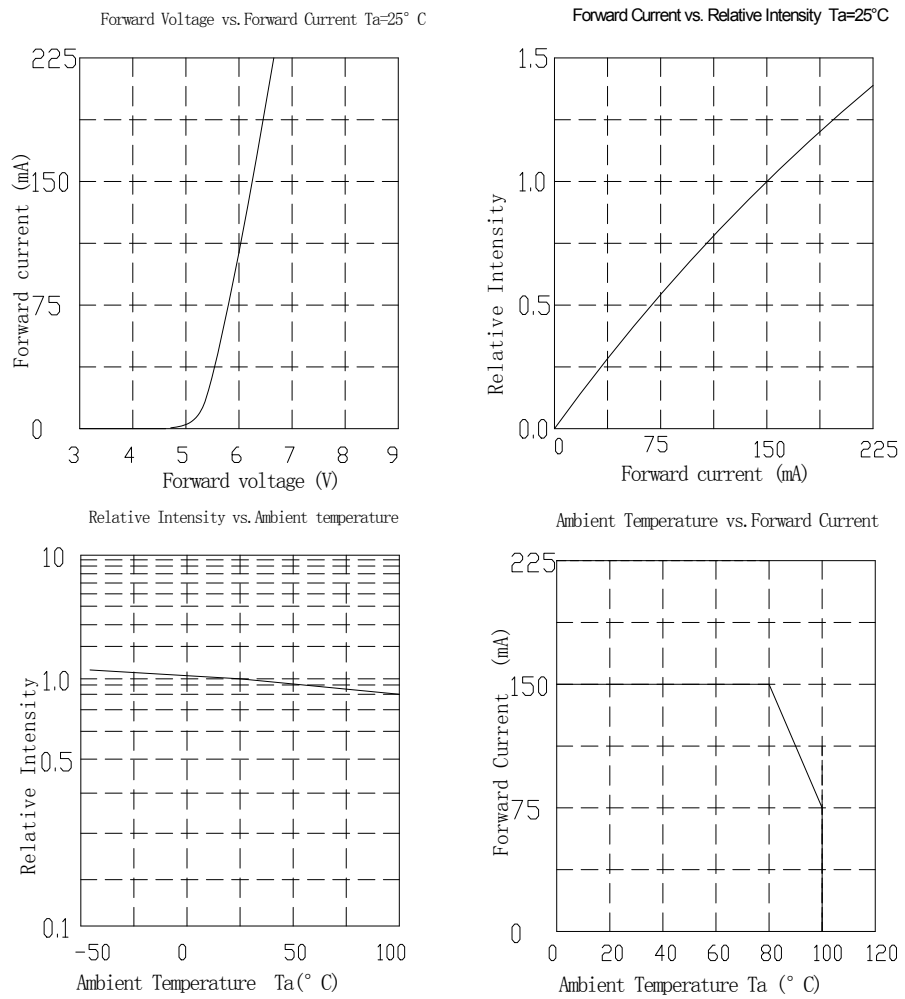 Forward Voltage vs. Forward Current Ta=25° C
225
150
75
0
3 4 5 6 7 8 9
Forward current (mA)
Forward voltage (V)
Forward Current vs. Relative Intensity Ta=25°C
1.5
1.0
0.5
0.0
0 75 150 225
Relative Intensity
Forward current (mA)
Relative Intensity vs. Ambient temperature
10
1.0
0.5
0.1
-50 0 50 100
Relative Intensity
Ambient Temperature Ta(° C)
Ambient Temperature vs. Forward Current
225
150
75
0
0 20 40 60 80 100 120
Forward Current (mA)
Ambient Temperature Ta (° C)